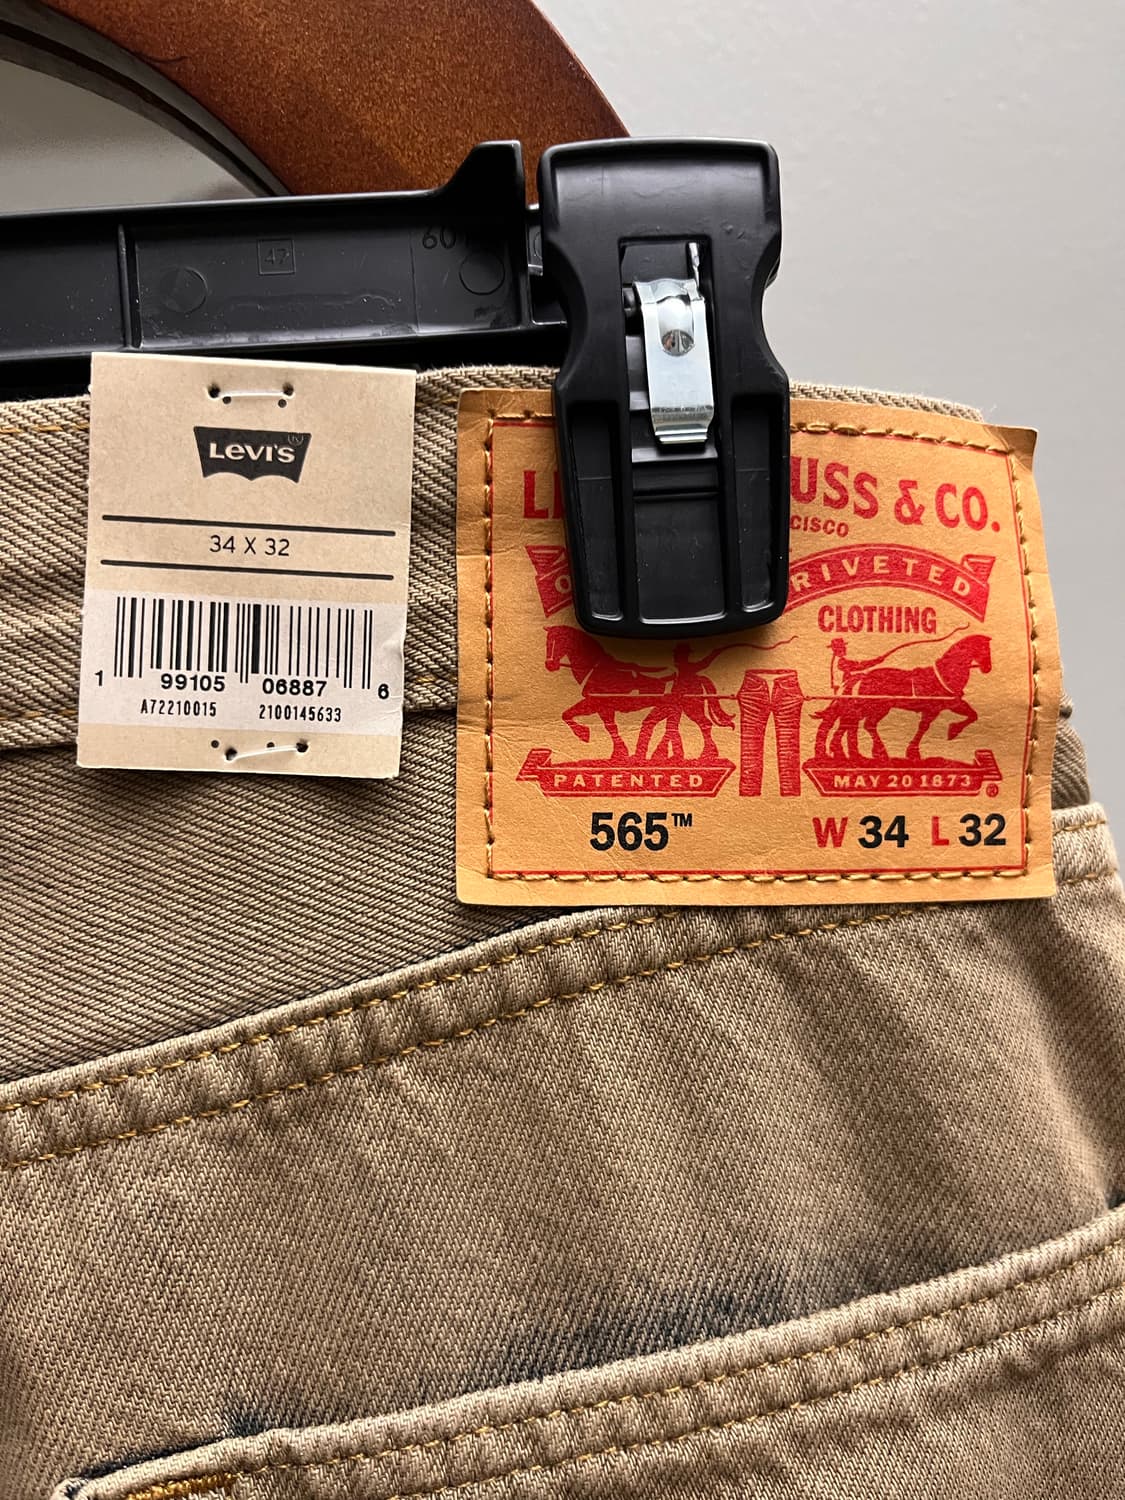 47
60
LEVI'S®
34 X 32
1 99105 06887 6
A72210015 2100145633
USS & CO.
CISCO
RIVETED
CLOTHING
PATENTED MAY 20 1873 ®
565™ W 34 L 32